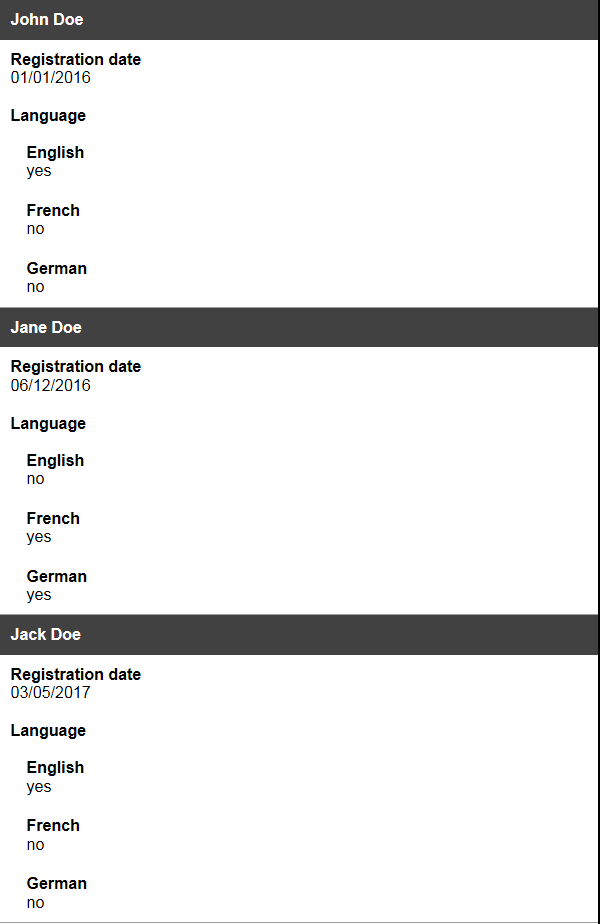 John Doe
Registration date
01/01/2016
Language
English
yes
French
no
German
no
Jane Doe
Registration date
06/12/2016
Language
English
no
French
yes
German
yes
Jack Doe
Registration date
03/05/2017
Language
English
yes
French
no
German
no